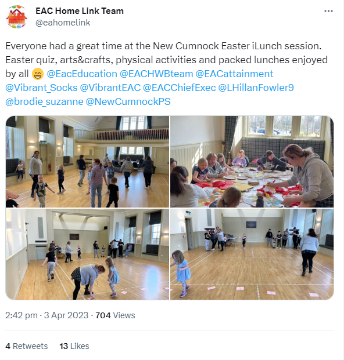 EAC Home Link Team
@eahomelink
Everyone had a great time at the New Cumnock Easter iLunch session.
Easter quiz, arts&crafts, physical activities and packed lunches enjoyed
by all 😄 @EacEducation @EACHWBteam @EACattainment
@Vibrant_Socks @VibrantEAC @EACChiefExec @LHillanFowler9
@brodie_suzanne @NewCumnockPS
2:42 pm · 3 Apr 2023 · 704 Views
4 Retweets 13 Likes